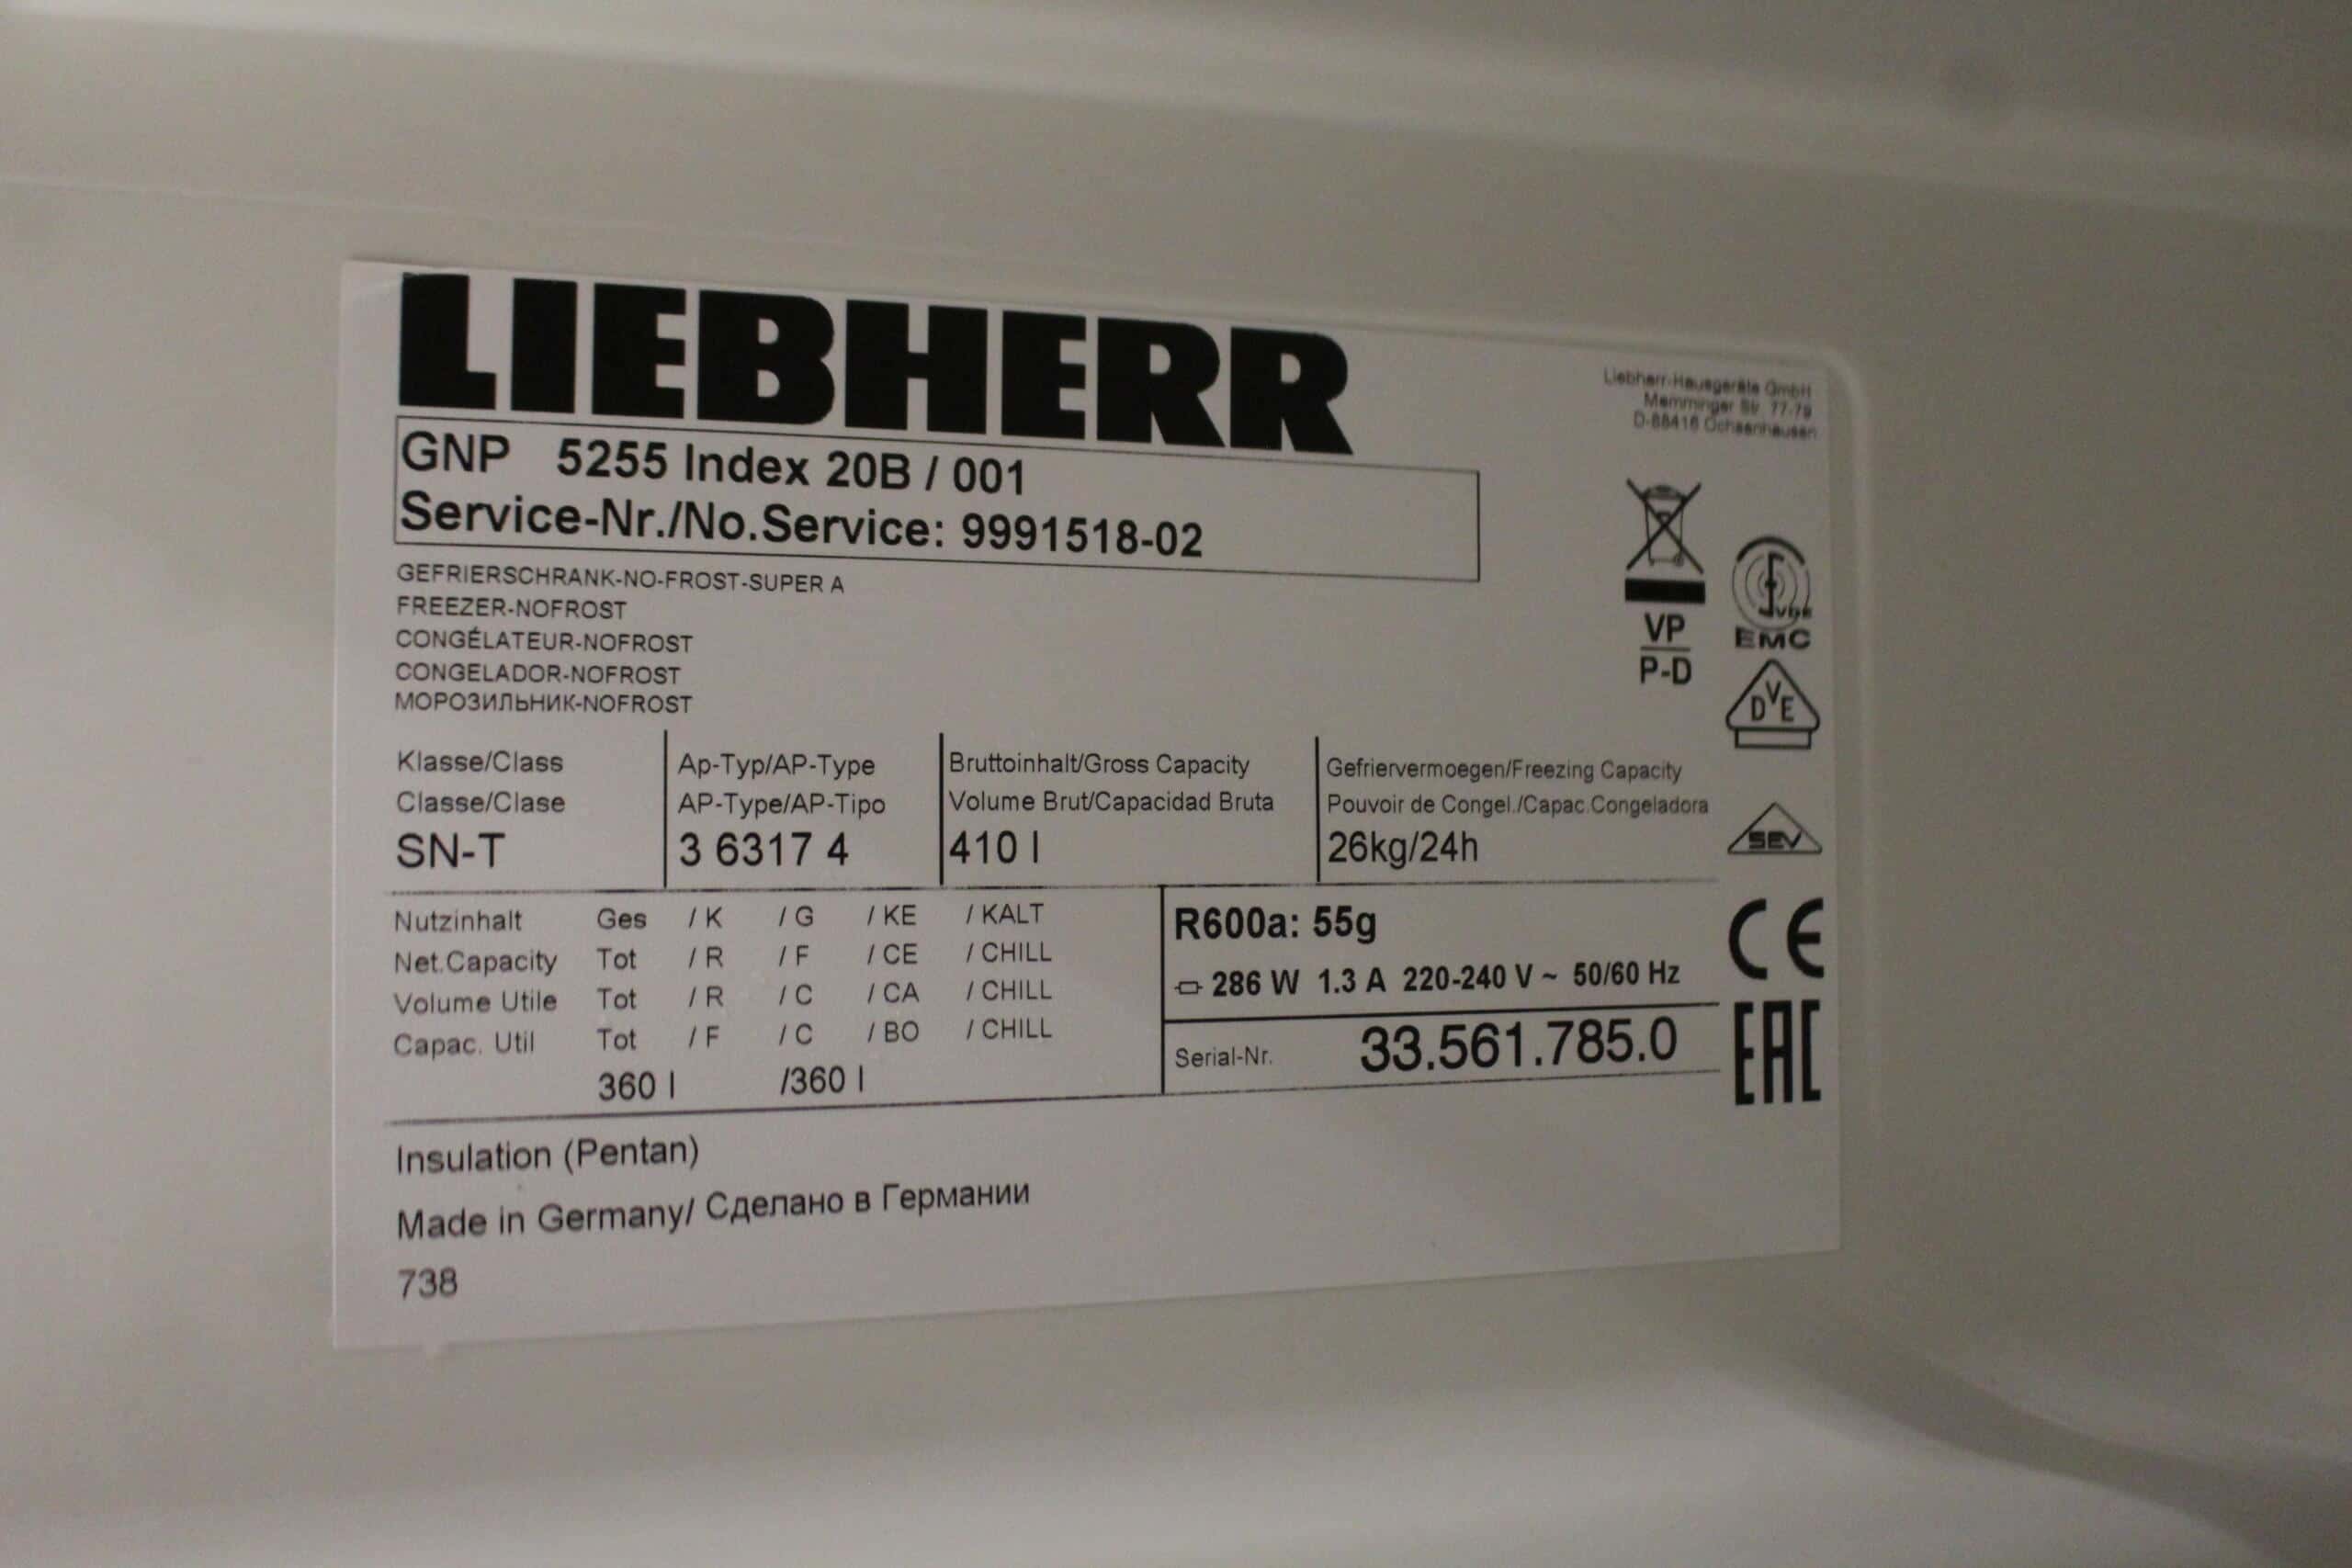 LIEBHERR
Liebherr-Hausgeräte GmbH
Memminger Str. 77-79
D-88416 Ochsenhausen
GNP 5255 Index 20B / 001
Service-Nr./No.Service: 9991518-02
GEFRIERSCHRANK-NO-FROST-SUPER A
FREEZER-NOFROST
CONGÉLATEUR-NOFROST
CONGELADOR-NOFROST
МОРОЗИЛЬНИК-NOFROST
VP
P-D
VDE
EMC
DVE
SEV
CE
EAC
Klasse/Class
Classe/Clase
SN-T
Ap-Typ/AP-Type
AP-Type/AP-Tipo
3 6317 4
Bruttoinhalt/Gross Capacity
Volume Brut/Capacidad Bruta
410 l
Gefriervermoegen/Freezing Capacity
Pouvoir de Congel./Capac.Congeladora
26kg/24h
Nutzinhalt Ges / K / G / KE / KALT
Net.Capacity Tot / R / F / CE / CHILL
Volume Utile Tot / R / C / CA / CHILL
Capac. Util Tot / F / C / BO / CHILL
360 l /360 l
R600a: 55g
286 W 1.3 A 220-240 V ~ 50/60 Hz
Serial-Nr. 33.561.785.0
Insulation (Pentan)
Made in Germany/ Сделано в Германии
738